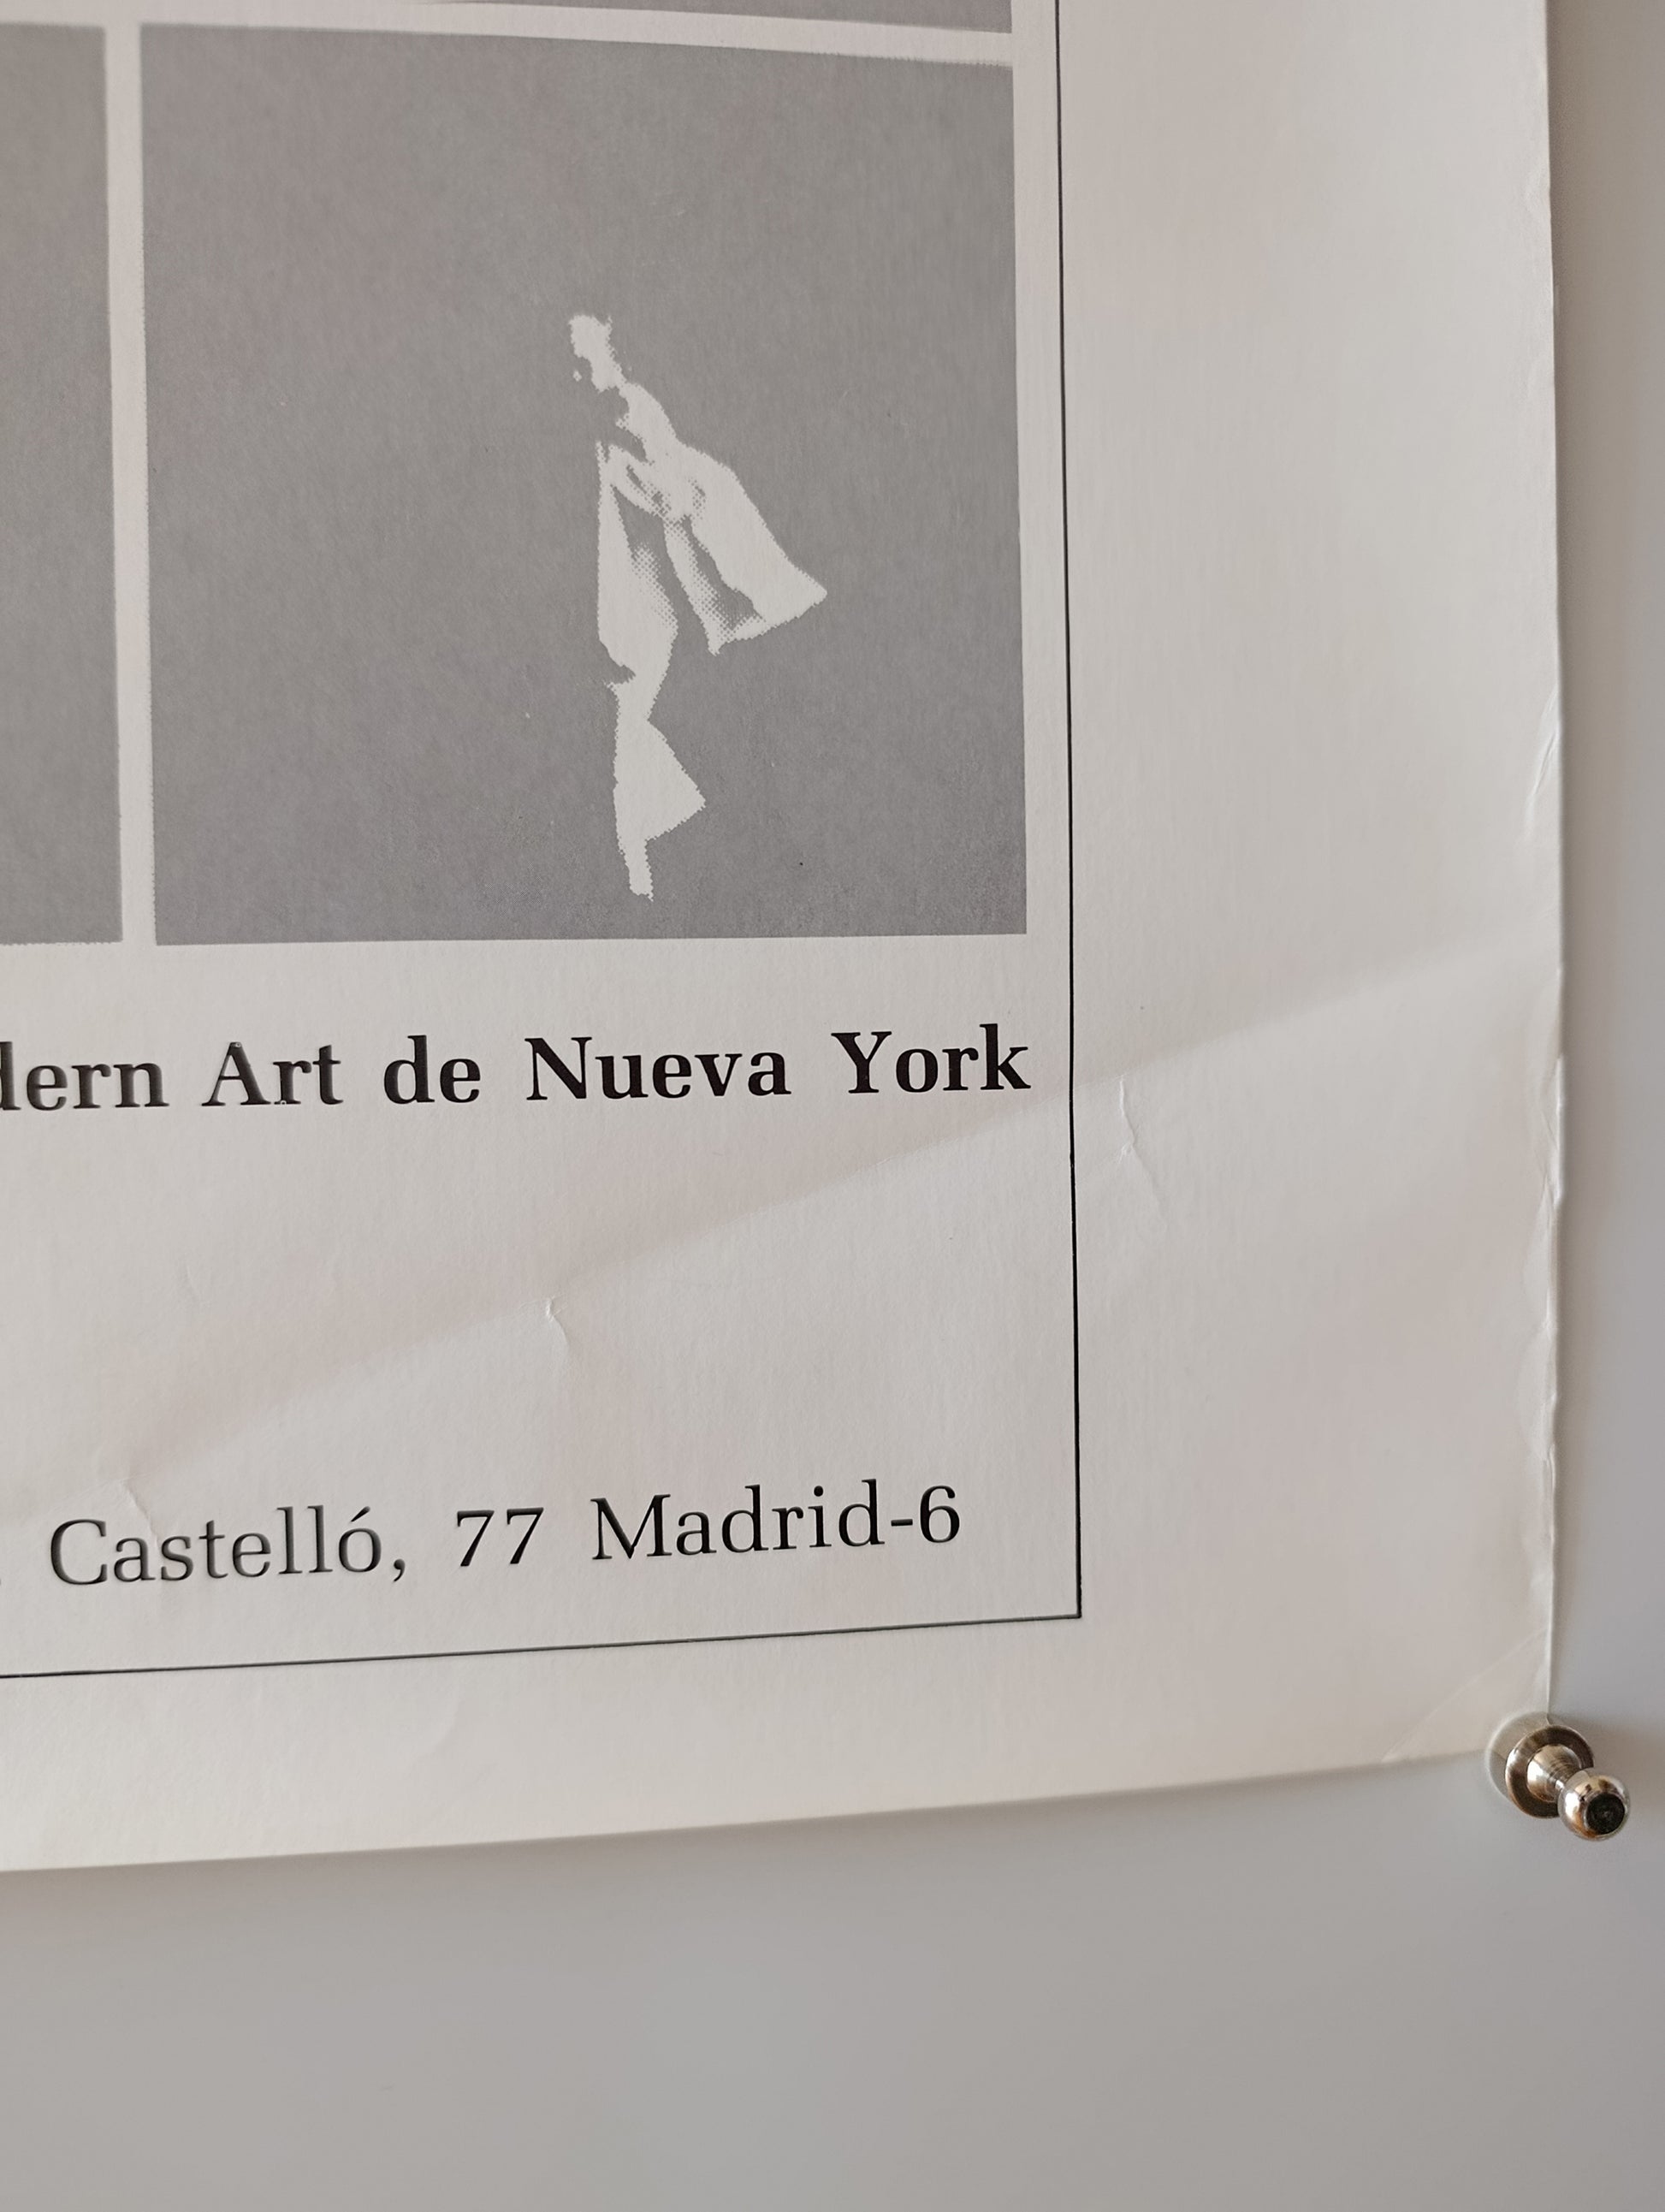 dern Art de Nueva York
Castelló, 77 Madrid-6